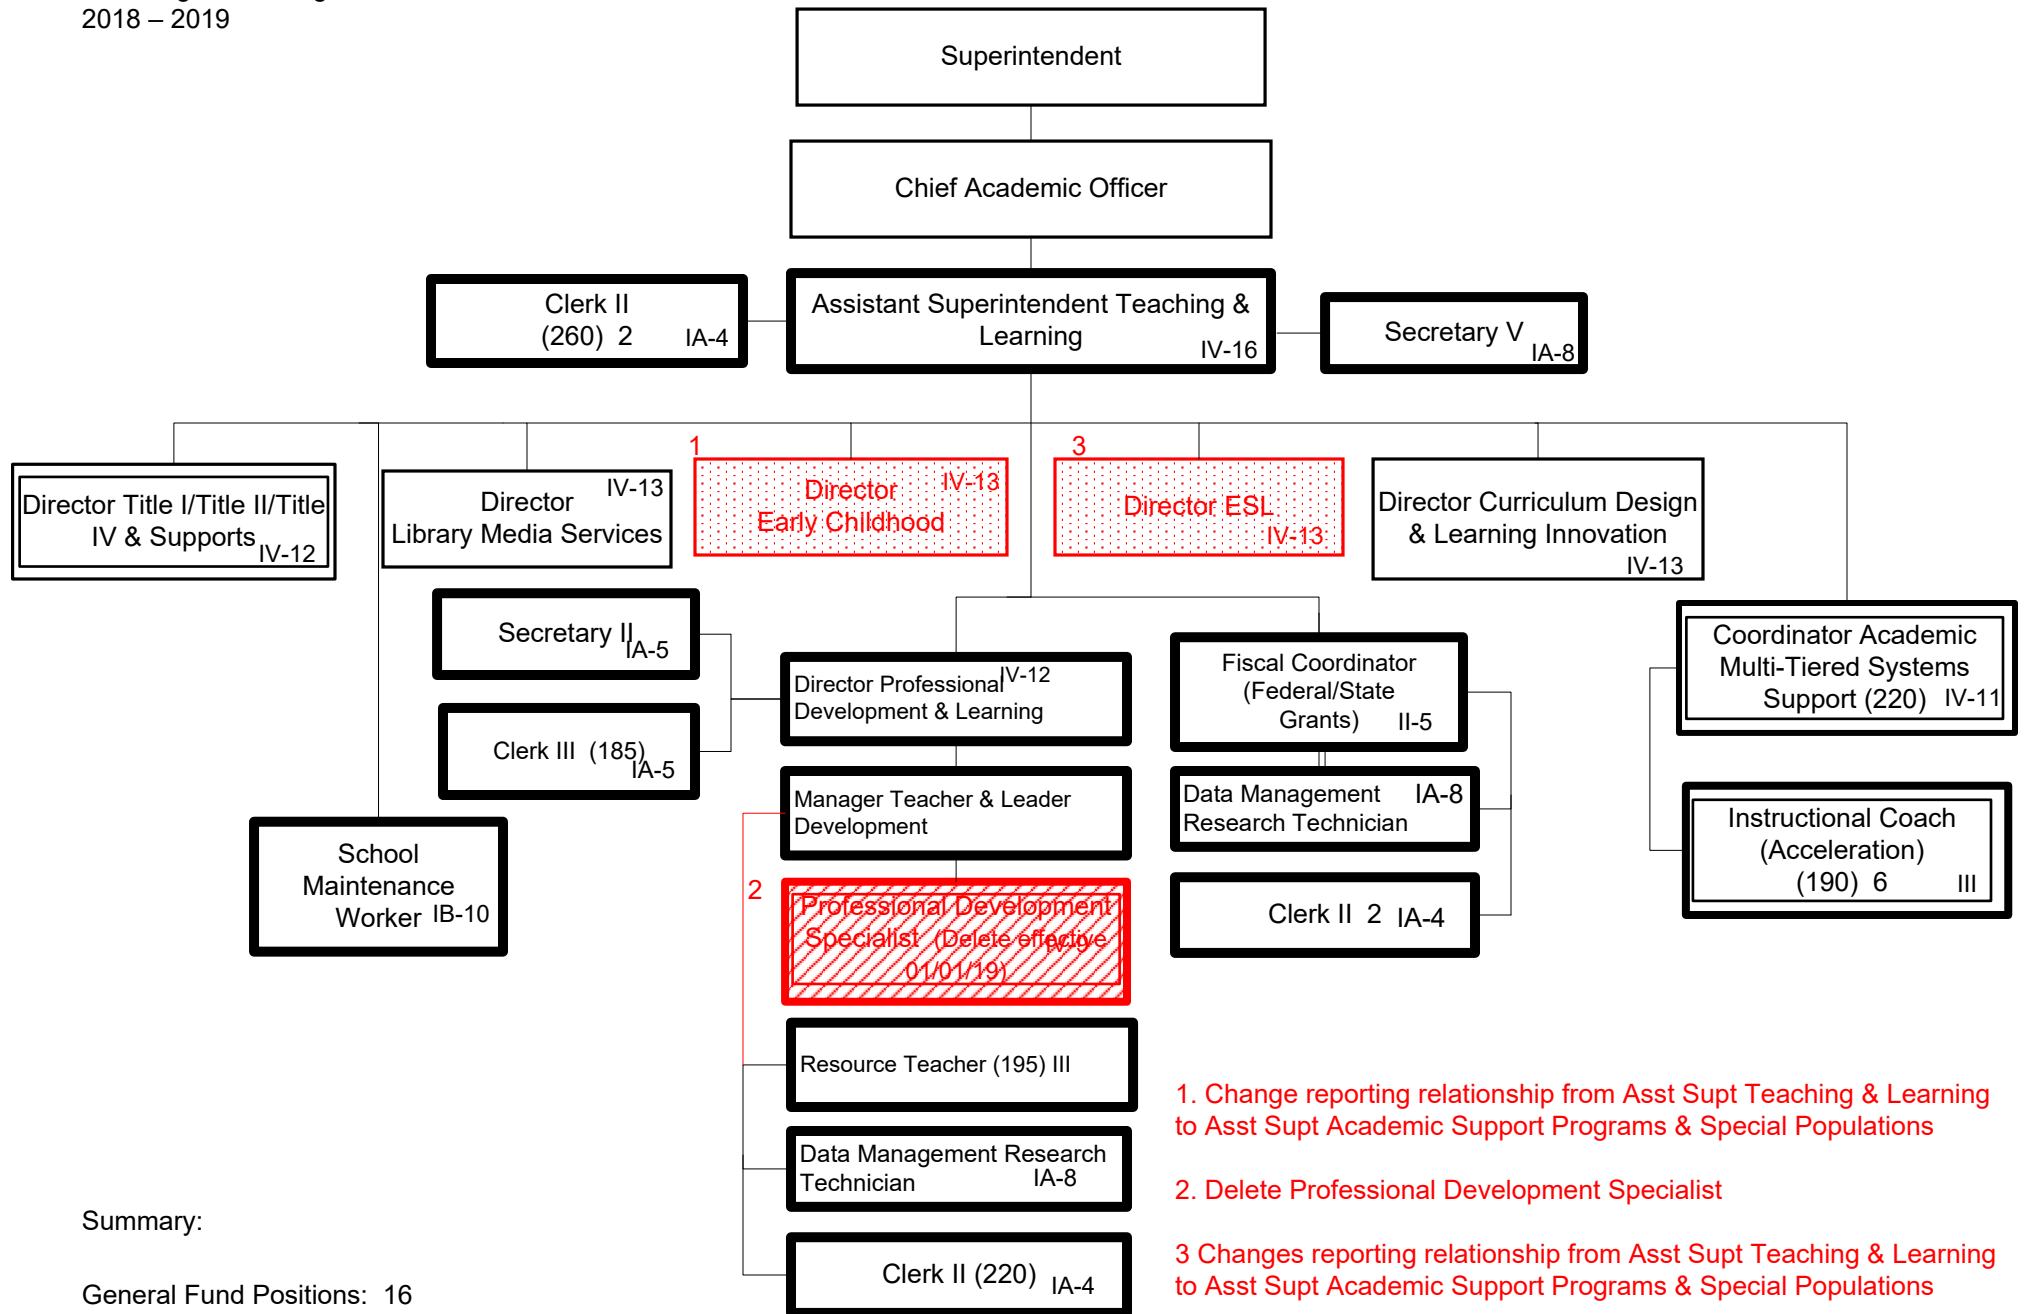 2018 – 2019
Superintendent
Chief Academic Officer
Clerk II
(260)  2
IA-4
Assistant Superintendent Teaching &
Learning
IV-16
Secretary V
IA-8
Director Title I/Title II/Title
IV & Supports
IV-12
IV-13
Director
Library Media Services
1
IV-13
Director
Early Childhood
3
Director ESL
IV-13
Director Curriculum Design
& Learning Innovation
IV-13
Secretary II
IA-5
Clerk III  (185)
IA-5
IV-12
Director Professional
Development & Learning
Fiscal Coordinator
(Federal/State
Grants)
II-5
Coordinator Academic
Multi-Tiered Systems
Support (220)
IV-11
Manager Teacher & Leader
Development
Data Management
IA-8
Research Technician
Instructional Coach
(Acceleration)
(190)  6
III
School
Maintenance
Worker
IB-10
2
Professional Development
Specialist  (Delete effective
IV-9
01/01/19)
Clerk II  2
IA-4
Resource Teacher (195) III
Data Management Research
Technician
IA-8
Clerk II (220)
IA-4
1. Change reporting relationship from Asst Supt Teaching & Learning
to Asst Supt Academic Support Programs & Special Populations
2. Delete Professional Development Specialist
3 Changes reporting relationship from Asst Supt Teaching & Learning
to Asst Supt Academic Support Programs & Special Populations
Summary:
General Fund Positions:  16